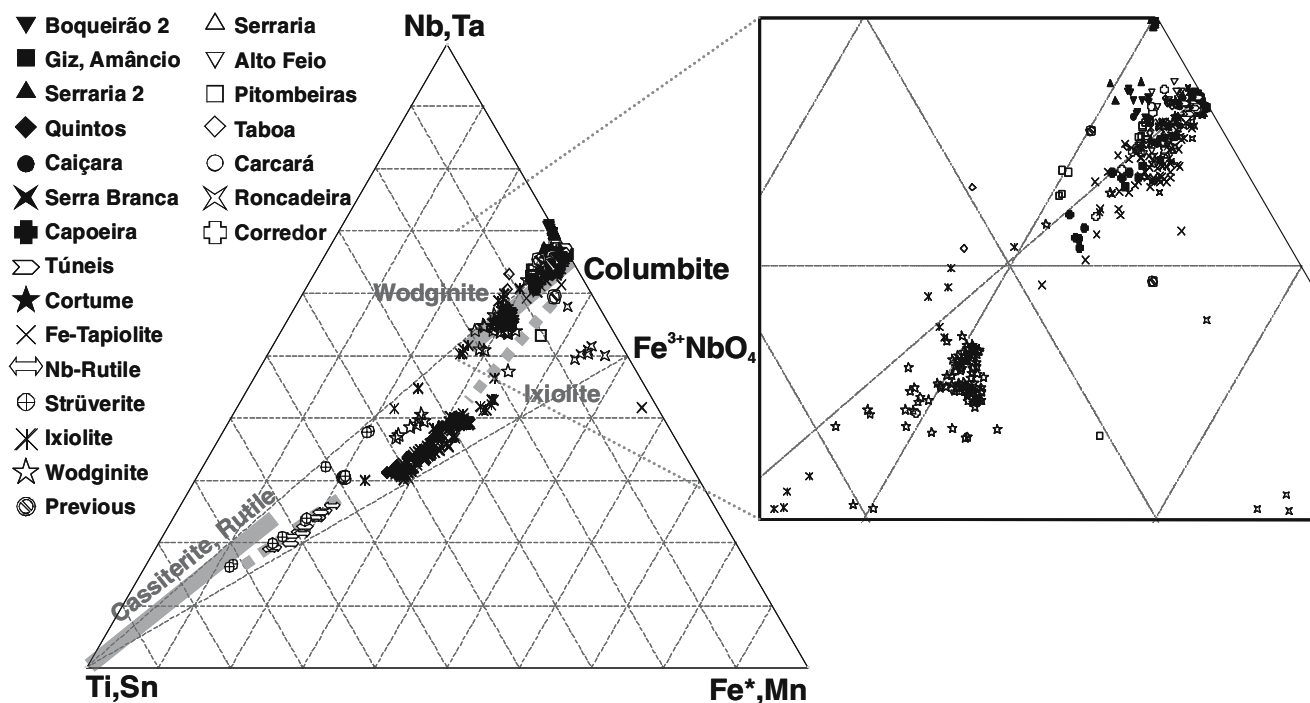 Boqueirão 2
Giz, Amâncio
Serraria 2
Quintos
Caiçara
Serra Branca
Capoeira
Túneis
Cortume
Fe-Tapiolite
Nb-Rutile
Strüverite
Ixiolite
Wodginite
Previous
Serraria
Alto Feio
Pitombeiras
Taboa
Carcará
Roncadeira
Corredor
Nb,Ta
Columbite
Wodginite
Fe³⁺NbO₄
Ixiolite
Cassiterite, Rutile
Ti,Sn
Fe*,Mn